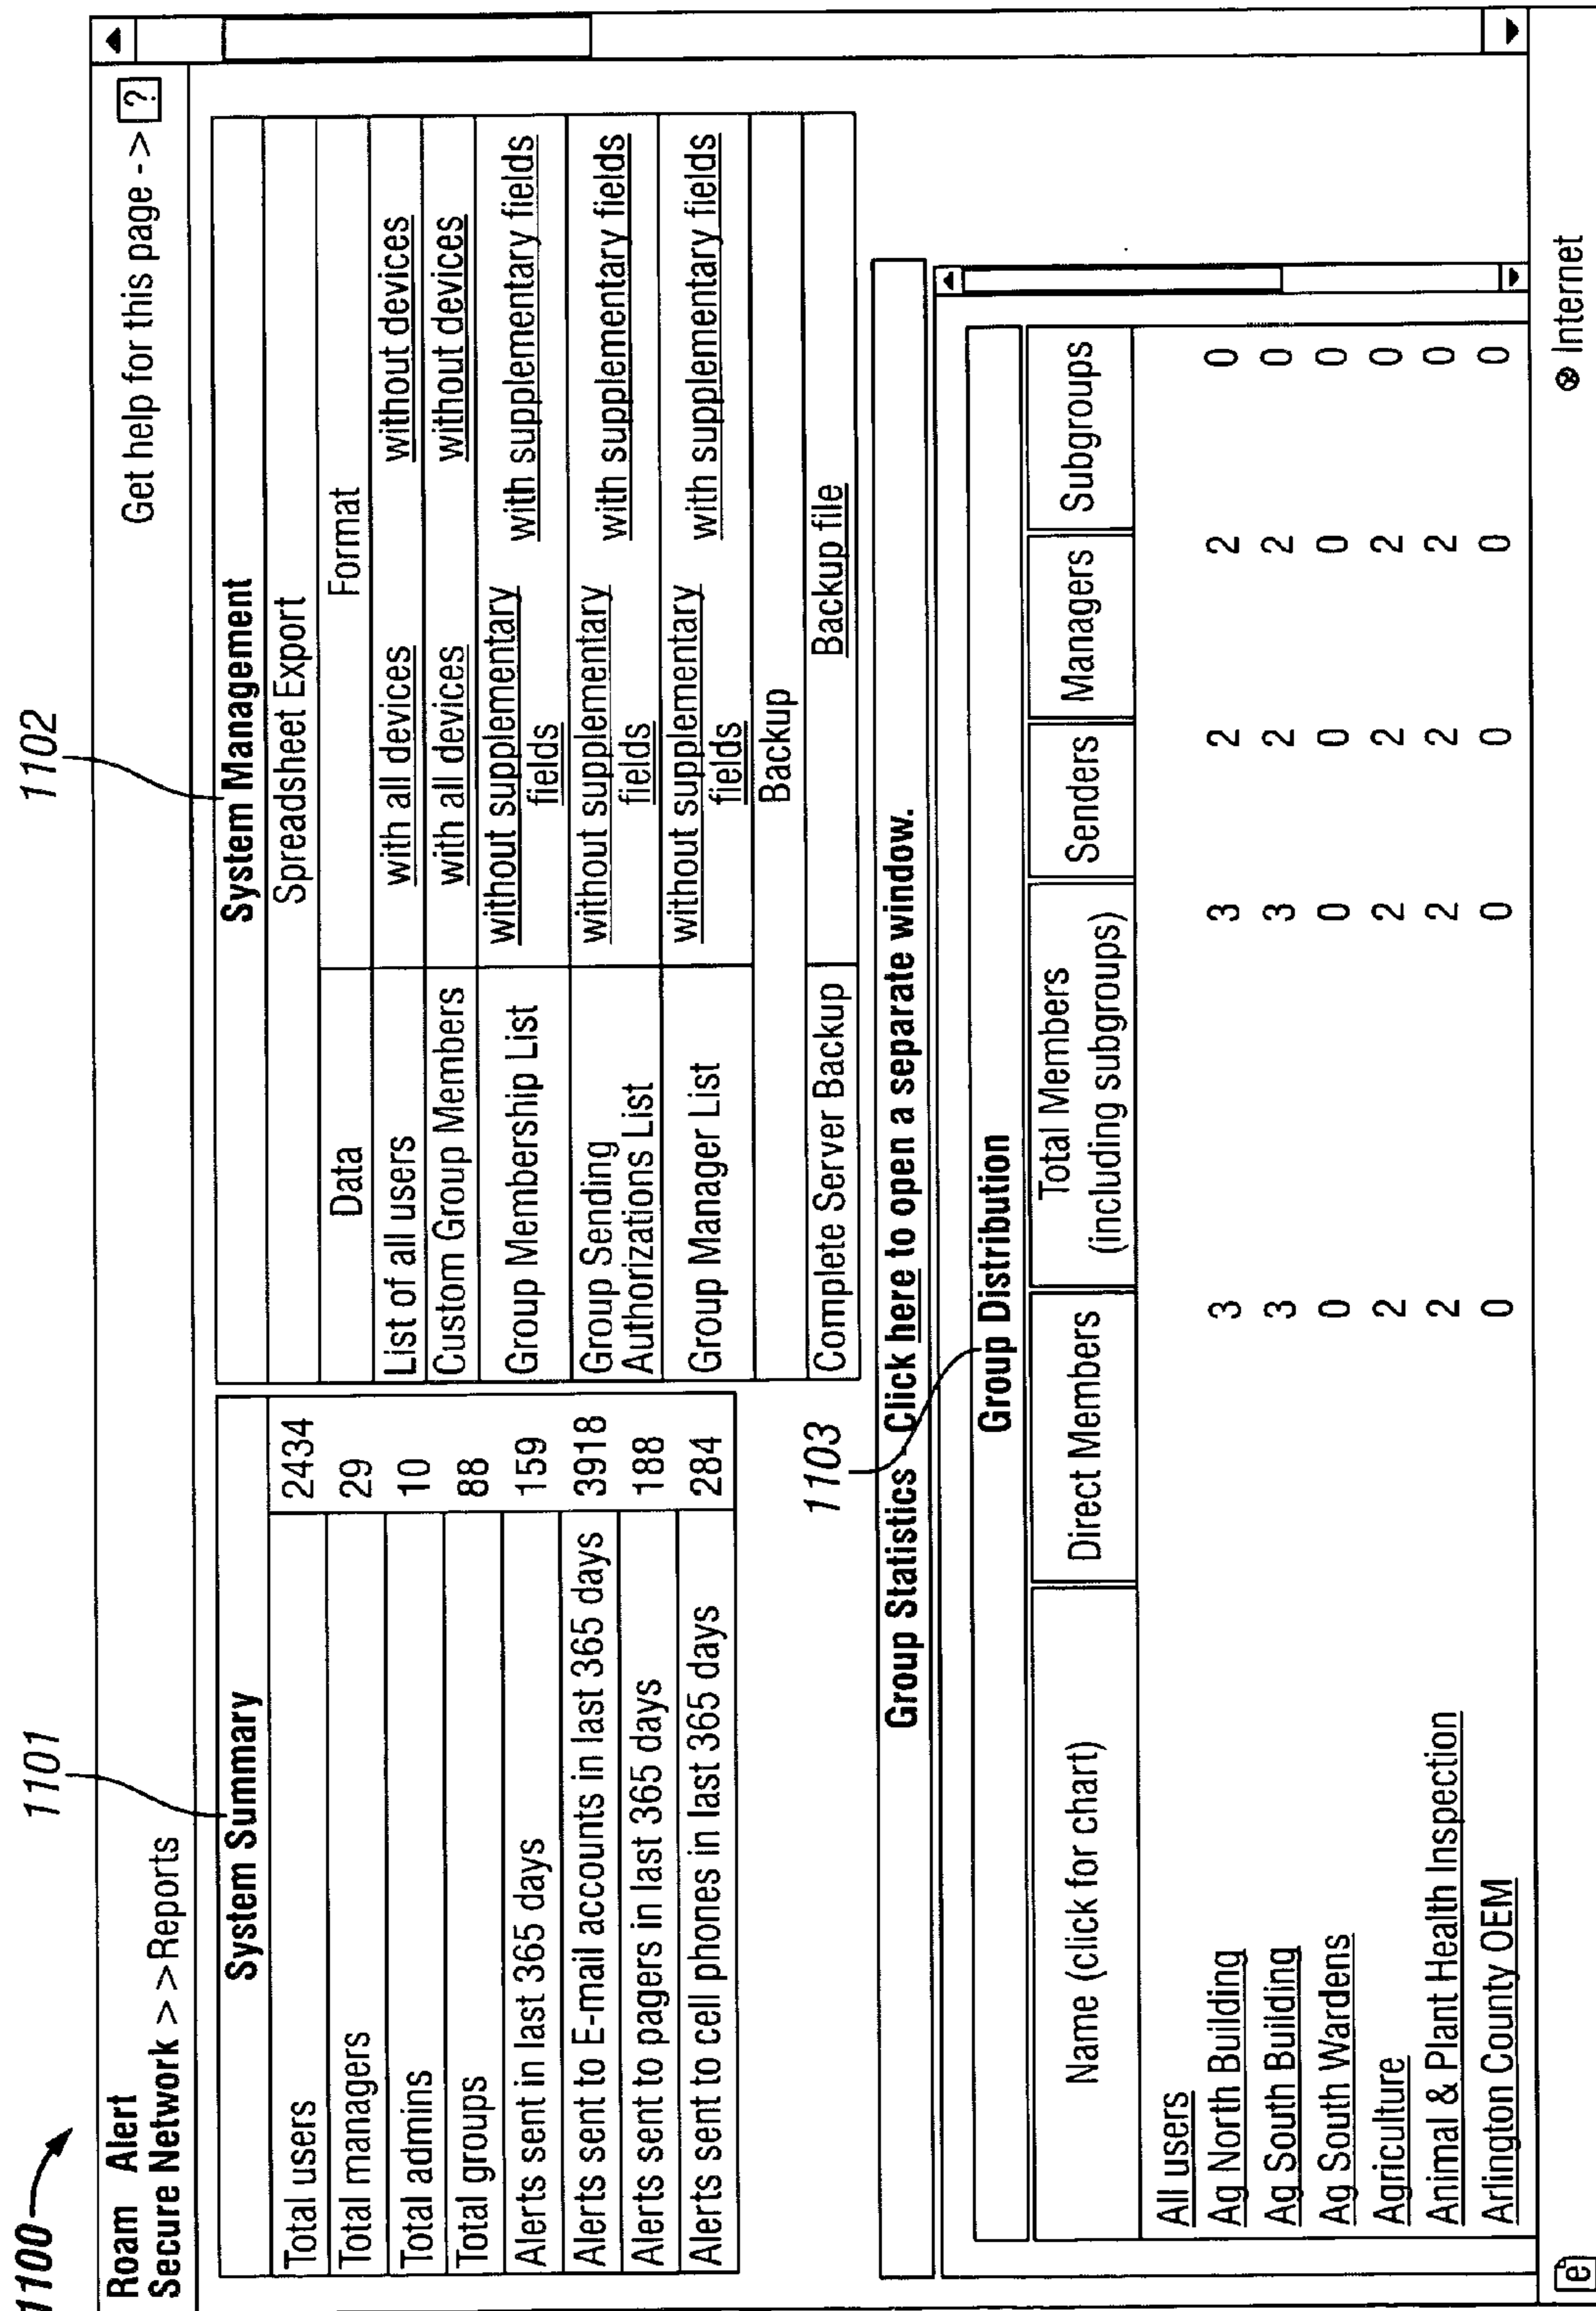 1100
1101
1102
Roam Alert
Secure Network > >Reports
Get help for this page - > ?
System Summary
Total users 2434
Total managers 29
Total admins 10
Total groups 88
Alerts sent in last 365 days 159
Alerts sent to E-mail accounts in last 365 days 3918
Alerts sent to pagers in last 365 days 188
Alerts sent to cell phones in last 365 days 284
System Management
Spreadsheet Export
Data Format
List of all users with all devices without devices
Custom Group Members with all devices without devices
Group Membership List without supplementary fields with supplementary fields
Group Sending Authorizations List without supplementary fields with supplementary fields
Group Manager List without supplementary fields with supplementary fields
Backup
Complete Server Backup Backup file
1103
Group Statistics - Click here to open a separate window.
Group Distribution
Name (click for chart) Direct Members Total Members (including subgroups) Senders Managers Subgroups
All users
Ag North Building 3 3 2 2 0
Ag South Building 3 3 2 2 0
Ag South Wardens 0 0 0 0 0
Agriculture 2 2 2 2 0
Animal & Plant Health Inspection 2 2 2 2 0
Arlington County OEM 0 0 0 0 0
e Internet